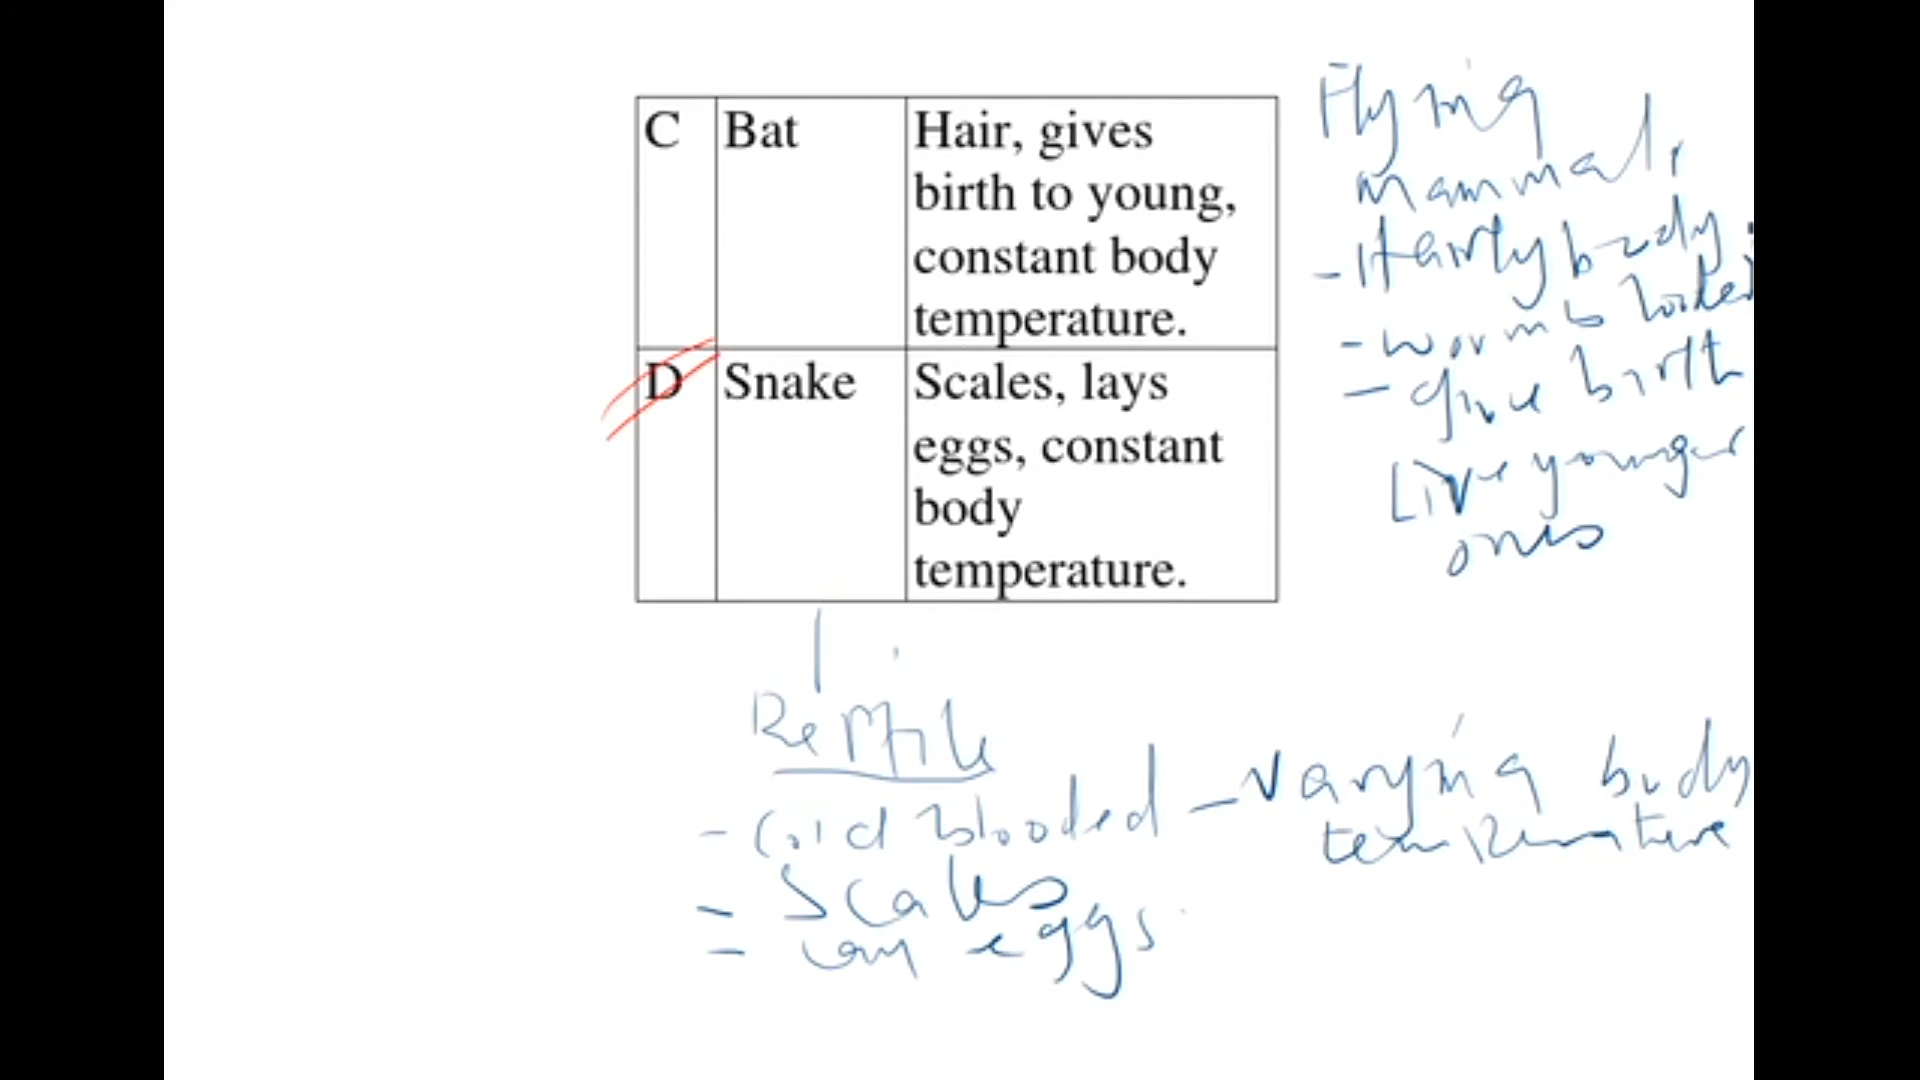 C Bat Hair, gives
birth to young,
constant body
temperature.
D Snake Scales, lays
eggs, constant
body
temperature.
Flying
mammal,
- Hairly body,
- warm blooded
- give birth
Live younger
ones
Reptile
- Cold blooded - varying body
temperature
= Scales
= Lay eggs